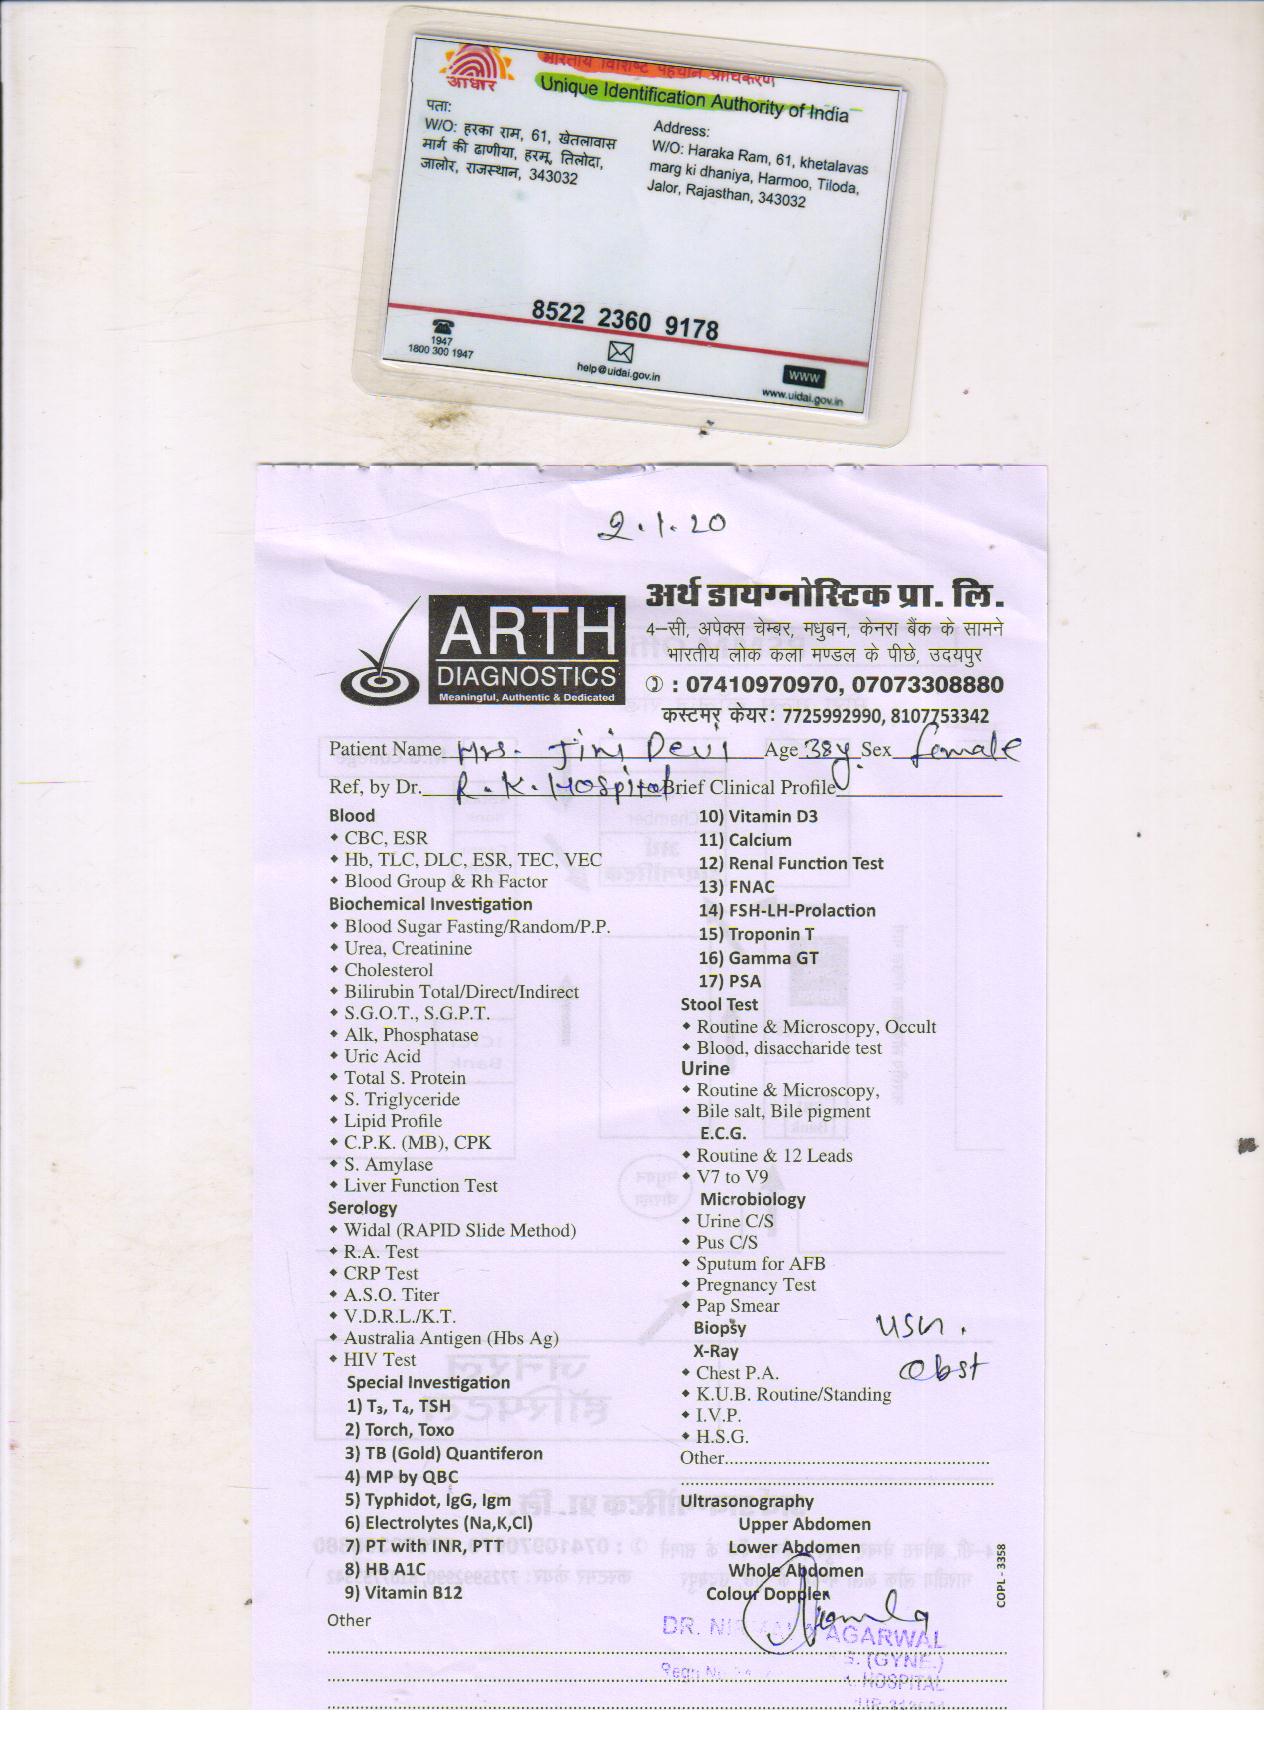 आधार
भारतीय विशिष्ट पहचान प्राधिकरण
Unique Identification Authority of India
पता:
W/O: हरका राम, 61, खेतलावास
मार्ग की ढाणीया, हरमू, तिलोदा,
जालोर, राजस्थान, 343032
Address:
W/O: Haraka Ram, 61, khetalavas
marg ki dhaniya, Harmoo, Tiloda,
Jalor, Rajasthan, 343032
8522 2360 9178
1947
1800 300 1947
help@uidai.gov.in
www
www.uidai.gov.in
2.1.20
ARTH
DIAGNOSTICS
Meaningful, Authentic & Dedicated
अर्थ डायग्नोस्टिक प्रा. लि.
4-सी, अपेक्स चेम्बर, मधुबन, केनरा बैंक के सामने
भारतीय लोक कला मण्डल के पीछे, उदयपुर
: 07410970970, 07073308880
कस्टमर केयर: 7725992990, 8107753342
Patient Name Mrs. Jini Devi Age 38y Sex female
Ref, by Dr. R.K. Hospital Brief Clinical Profile
Blood
CBC, ESR
Hb, TLC, DLC, ESR, TEC, VEC
Blood Group & Rh Factor
Biochemical Investigation
Blood Sugar Fasting/Random/P.P.
Urea, Creatinine
Cholesterol
Bilirubin Total/Direct/Indirect
S.G.O.T., S.G.P.T.
Alk, Phosphatase
Uric Acid
Total S. Protein
S. Triglyceride
Lipid Profile
C.P.K. (MB), CPK
S. Amylase
Liver Function Test
Serology
Widal (RAPID Slide Method)
R.A. Test
CRP Test
A.S.O. Titer
V.D.R.L./K.T.
Australia Antigen (Hbs Ag)
HIV Test
Special Investigation
1) T₃, T₄, TSH
2) Torch, Toxo
3) TB (Gold) Quantiferon
4) MP by QBC
5) Typhidot, IgG, Igm
6) Electrolytes (Na,K,Cl)
7) PT with INR, PTT
8) HB A1C
9) Vitamin B12
Other
10) Vitamin D3
11) Calcium
12) Renal Function Test
13) FNAC
14) FSH-LH-Prolaction
15) Troponin T
16) Gamma GT
17) PSA
Stool Test
Routine & Microscopy, Occult
Blood, disaccharide test
Urine
Routine & Microscopy,
Bile salt, Bile pigment
E.C.G.
Routine & 12 Leads
V7 to V9
Microbiology
Urine C/S
Pus C/S
Sputum for AFB
Pregnancy Test
Pap Smear
Biopsy
X-Ray
Chest P.A.
K.U.B. Routine/Standing
I.V.P.
H.S.G.
Other
Obst
Ultrasonography
Upper Abdomen
Lower Abdomen
Whole Abdomen
Colour Doppler
COPL - 3358
DR. AGARWAL
(GYNE.)
HOSPITAL